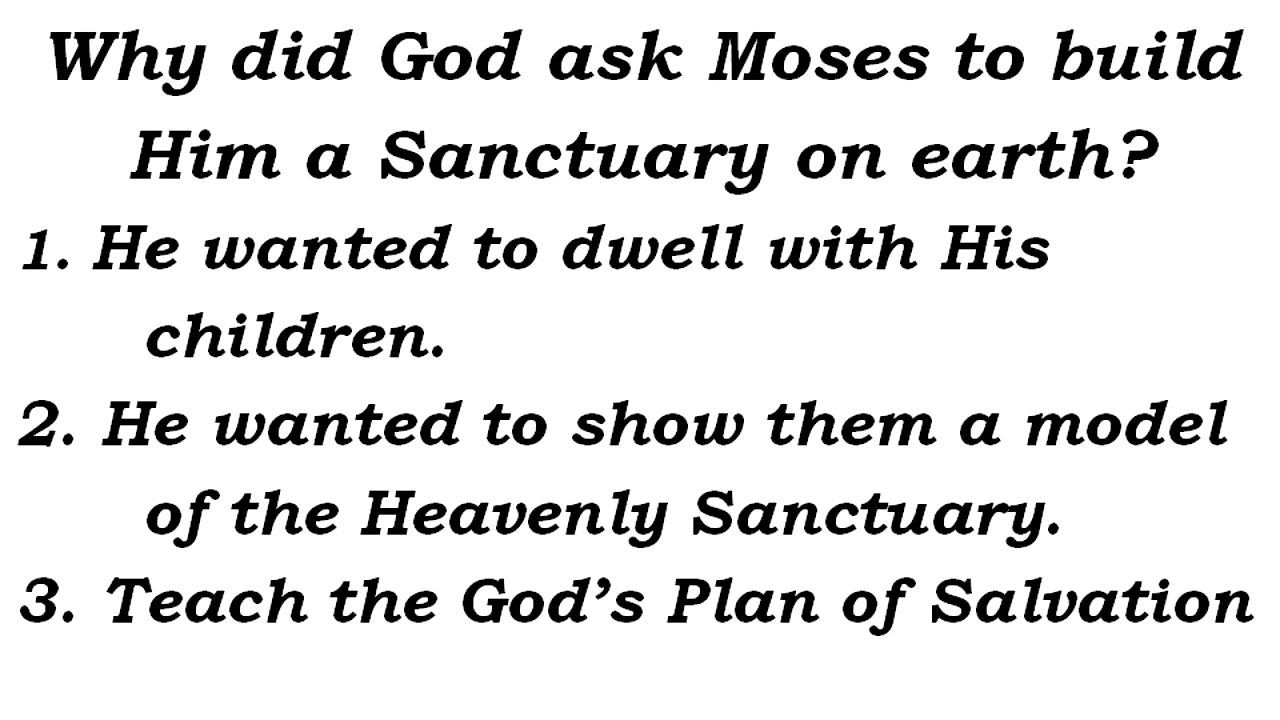 Why did God ask Moses to build
Him a Sanctuary on earth?
1. He wanted to dwell with His
children.
2. He wanted to show them a model
of the Heavenly Sanctuary.
3. Teach the God’s Plan of Salvation